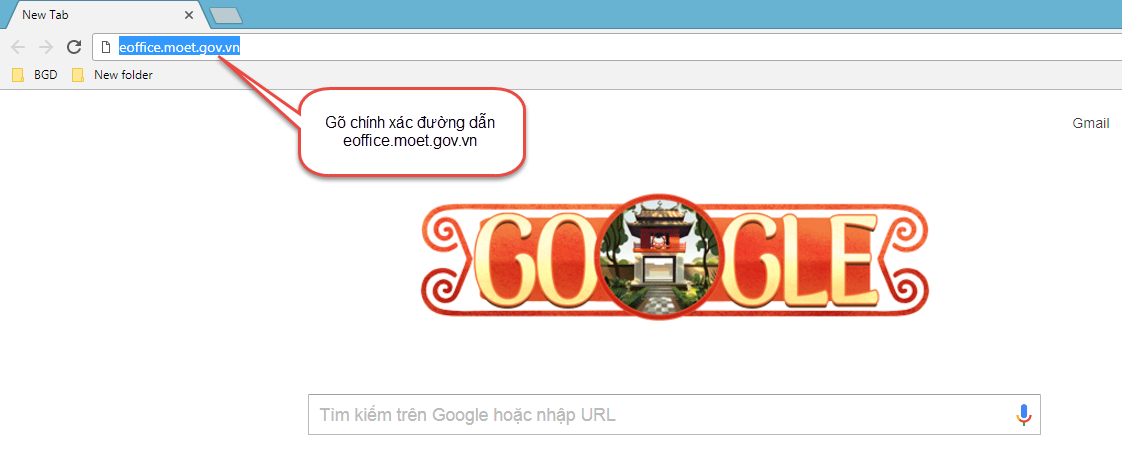 New Tab
eoffice.moet.gov.vn
BGD
New folder
Gõ chính xác đường dẫn
eoffice.moet.gov.vn
Gmail
GOOGLE
Tìm kiếm trên Google hoặc nhập URL